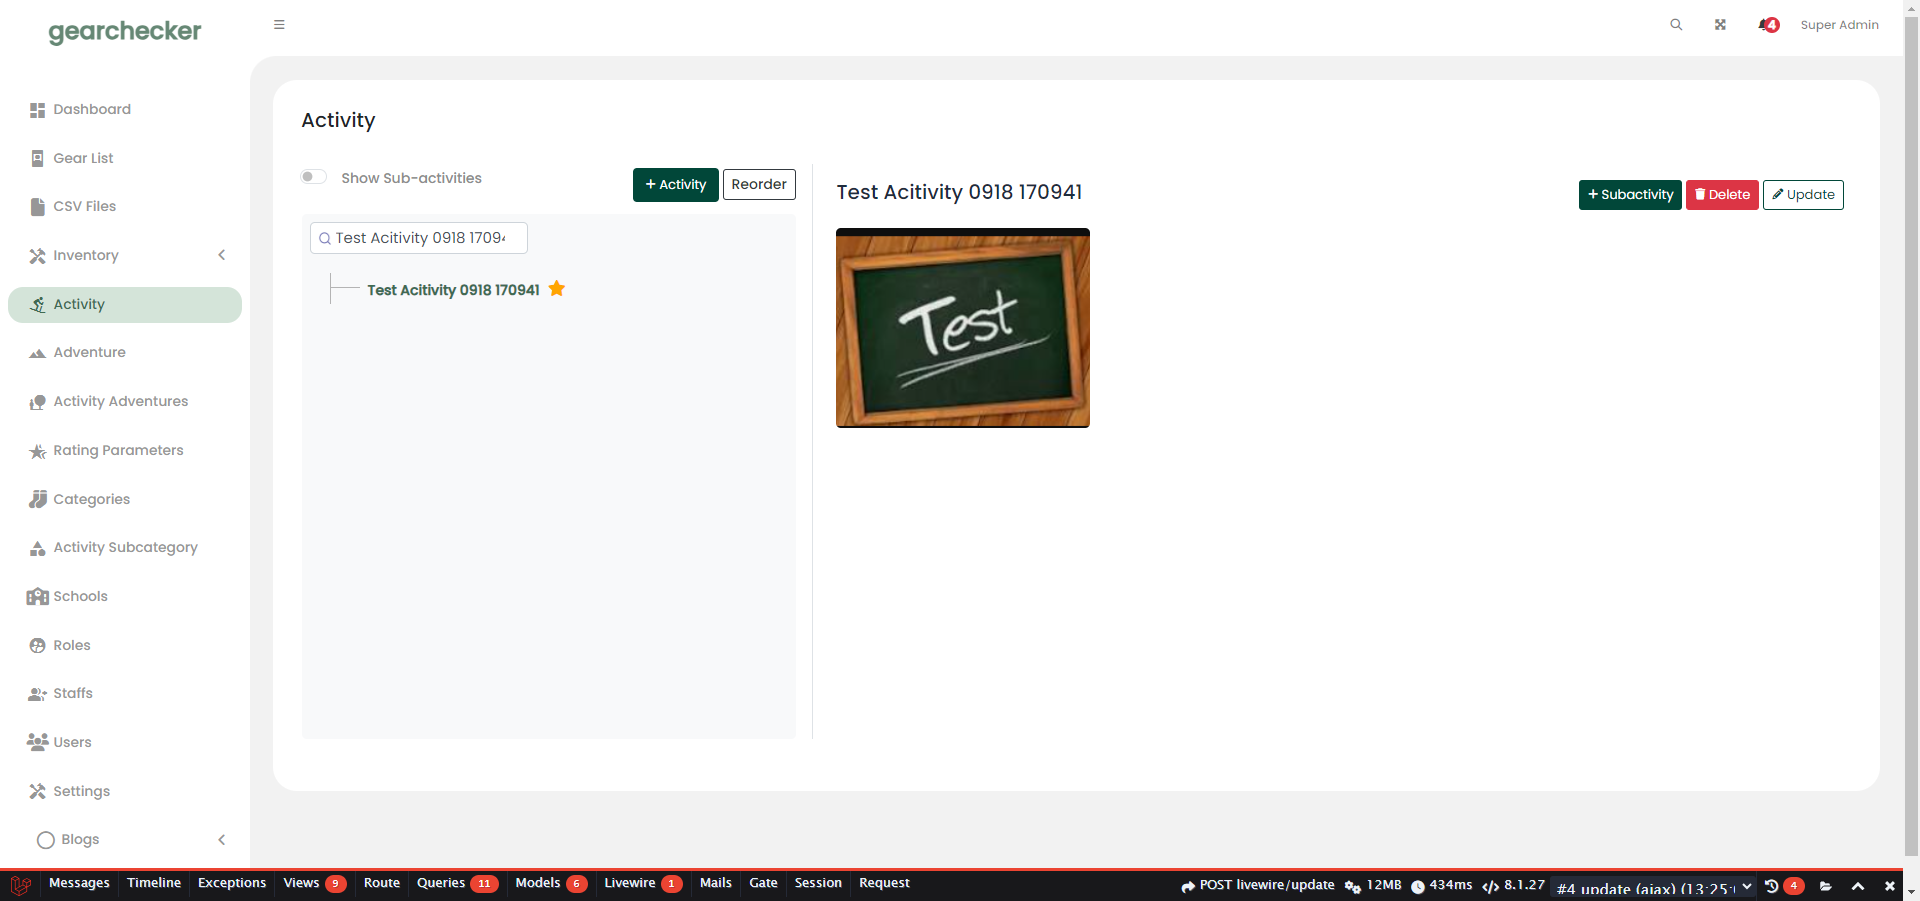 gearchecker
4
Super Admin
Dashboard
Gear List
CSV Files
Inventory
Activity
Adventure
Activity Adventures
Rating Parameters
Categories
Activity Subcategory
Schools
Roles
Staffs
Users
Settings
Blogs
Activity
Show Sub-activities
+ Activity
Reorder
Test Acitivity 0918 1709
Test Acitivity 0918 170941
Test Acitivity 0918 170941
+ Subactivity
Delete
Update
Test
Messages Timeline Exceptions Views 9 Route Queries 11 Models 6 Livewire 1 Mails Gate Session Request POST livewire/update 12MB 434ms 8.1.27 #4 update (ajax) (13:25: 4